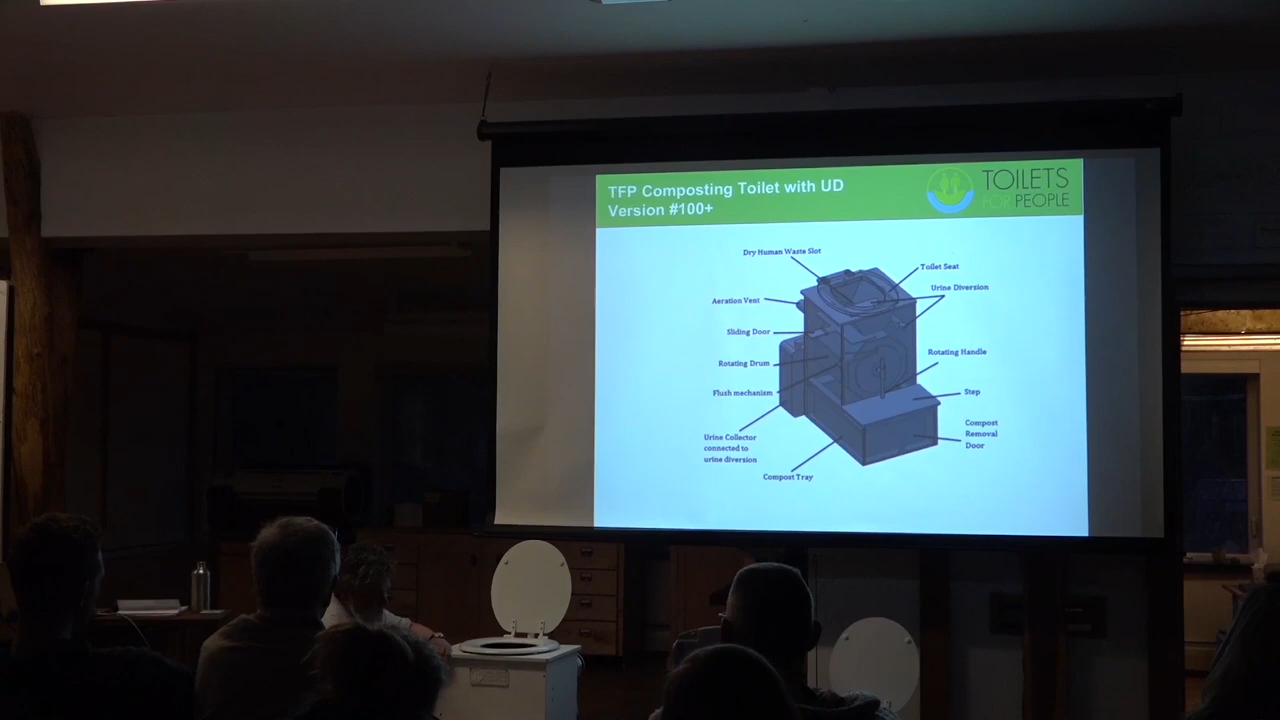 TFP Composting Toilet with UD
Version #100+
TOILETS
FOR PEOPLE
Dry Human Waste Slot
Toilet Seat
Urine Diversion
Aeration Vent
Sliding Door
Rotating Drum
Rotating Handle
Flush mechanism
Step
Urine Collector
connected to
urine diversion
Compost
Removal
Door
Compost Tray